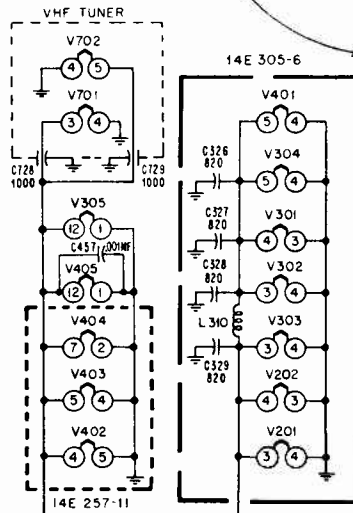 VHF TUNER
V702
4 5
V701
3 4
C728
1000
C729
1000
V305
12 1
C457 .001MF
V405
12 1
V404
7 2
V403
5 4
V402
4 5
14E 257-11
14E 305-6
V401
5 4
C326
820
V304
5 4
C327
820
V301
4 3
C328
820
V302
3 4
L310
V303
3 4
C329
820
V202
4 3
V201
3 4